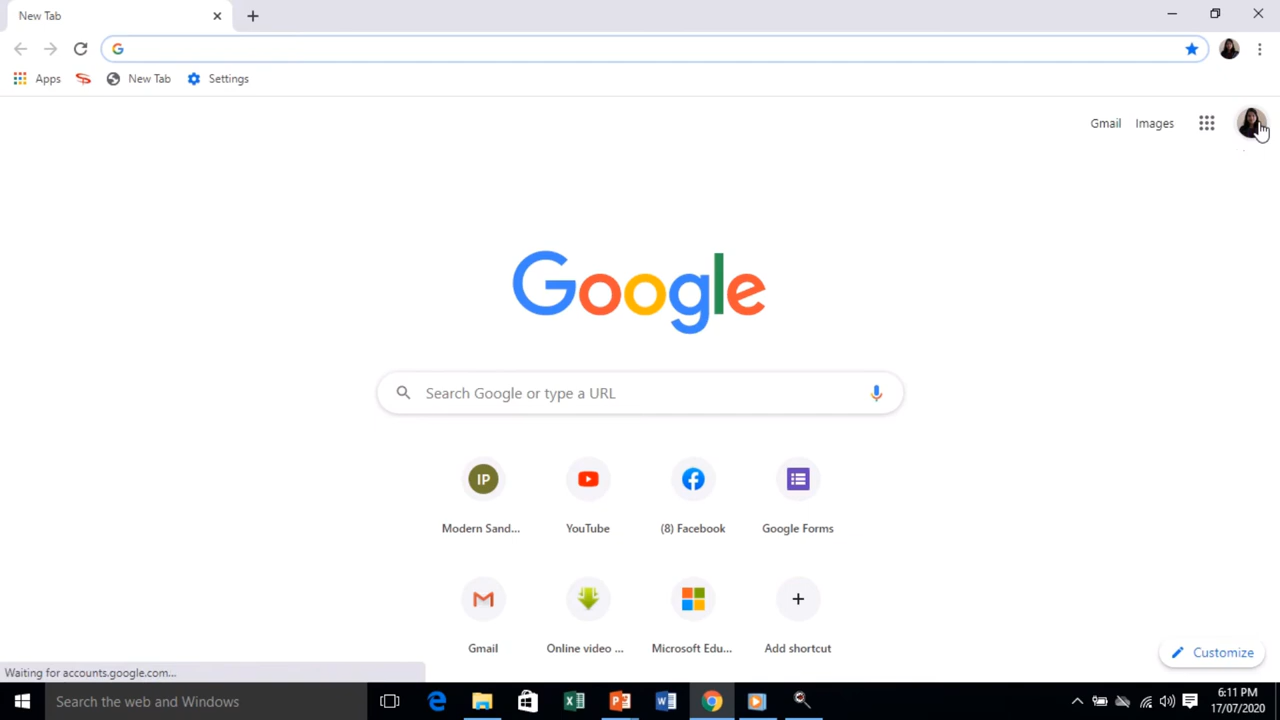 New Tab
Apps
New Tab
Settings
Gmail Images
Google
Search Google or type a URL
IP
Modern Sand...
YouTube
(8) Facebook
Google Forms
Gmail
Online video ...
Microsoft Edu...
Add shortcut
Customize
Waiting for accounts.google.com...
Search the web and Windows
6:11 PM
17/07/2020